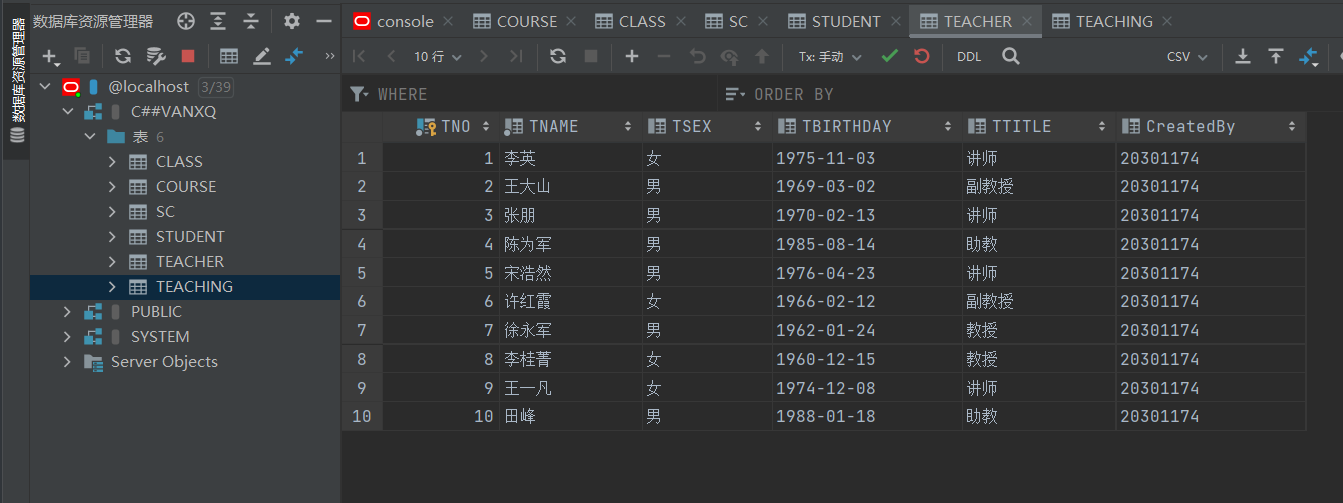 数据库资源管理器
数据库资源管理器
@localhost 3/39
C##VANXQ
表 6
CLASS
COURSE
SC
STUDENT
TEACHER
TEACHING
PUBLIC
SYSTEM
Server Objects
console COURSE CLASS SC STUDENT TEACHER TEACHING
10 行 Tx: 手动 DDL CSV
WHERE ORDER BY
TNO TNAME TSEX TBIRTHDAY TTITLE CreatedBy
1 1 李英 女 1975-11-03 讲师 20301174
2 2 王大山 男 1969-03-02 副教授 20301174
3 3 张朋 男 1970-02-13 讲师 20301174
4 4 陈为军 男 1985-08-14 助教 20301174
5 5 宋浩然 男 1976-04-23 讲师 20301174
6 6 许红霞 女 1966-02-12 副教授 20301174
7 7 徐永军 男 1962-01-24 教授 20301174
8 8 李桂菁 女 1960-12-15 教授 20301174
9 9 王一凡 女 1974-12-08 讲师 20301174
10 10 田峰 男 1988-01-18 助教 20301174